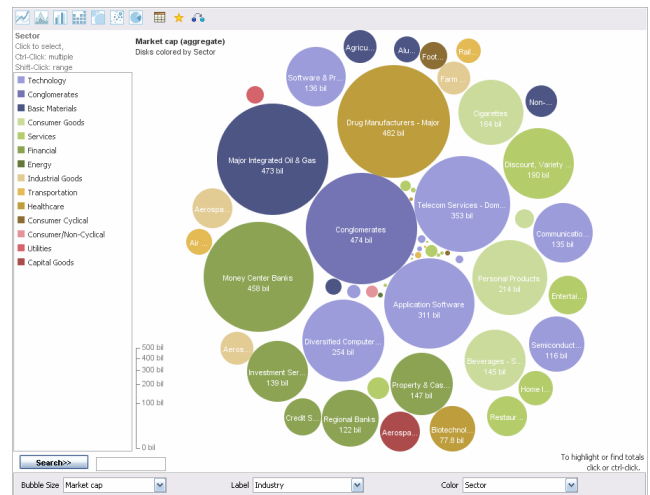 Sector
Click to select,
Ctrl-Click: multiple
Shift-Click: range
Technology
Conglomerates
Basic Materials
Consumer Goods
Services
Financial
Energy
Industrial Goods
Transportation
Healthcare
Consumer Cyclical
Consumer/Non-Cyclical
Utilities
Capital Goods
Market cap (aggregate)
Disks colored by Sector
Agricu...
Alu...
Foot...
Rail...
Software & Pr...
136 bil
Farm ...
Drug Manufacturers - Major
482 bil
Cigarettes
164 bil
Non-...
Major Integrated Oil & Gas
473 bil
Discount, Variety ...
190 bil
Aerospa...
Telecom Services - Dom...
353 bil
Conglomerates
474 bil
Communicatio...
135 bil
Air ...
Money Center Banks
458 bil
Personal Products
214 bil
Application Software
311 bil
Entertai...
Diversified Computer...
254 bil
Semiconduct...
116 bil
Aeros...
Beverages - S...
145 bil
Investment Ser...
139 bil
Property & Cas...
147 bil
Home I...
Credit S...
Regional Banks
122 bil
Aerospa...
Biotechnol...
77.8 bil
Restaur...
500 bil
400 bil
300 bil
200 bil
100 bil
0 bil
Search>>
To highlight or find totals
click or ctrl-click.
Bubble Size Market cap Label Industry Color Sector